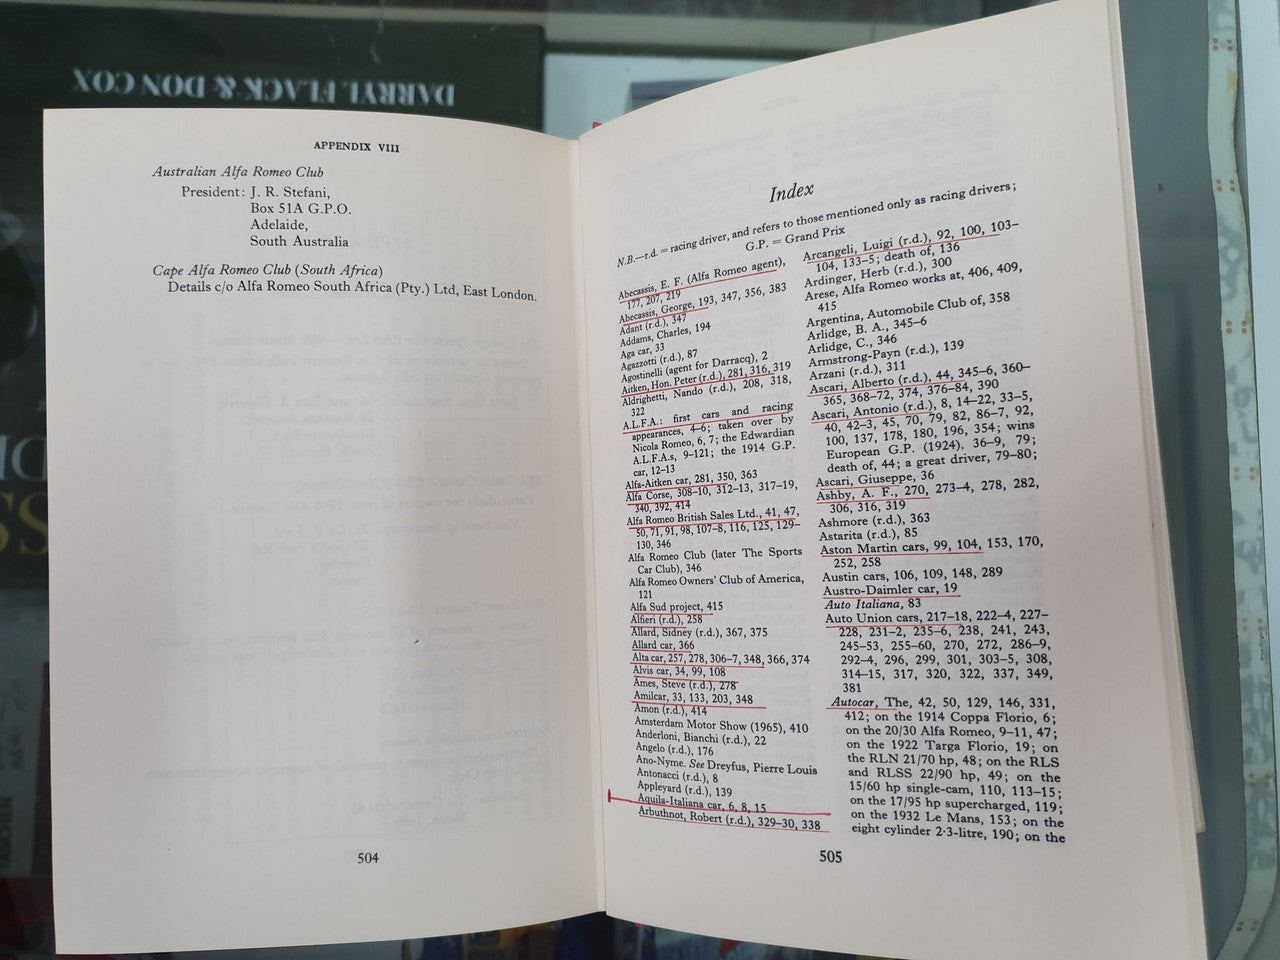 DARRYL FLACK & DON COX
APPENDIX VIII
Australian Alfa Romeo Club
President: J. R. Stefani,
Box 51A G.P.O.
Adelaide,
South Australia
Cape Alfa Romeo Club (South Africa)
Details c/o Alfa Romeo South Africa (Pty.) Ltd, East London.
504
Index
N.B.—r.d. = racing driver, and refers to those mentioned only as racing drivers;
G.P. = Grand Prix
Abecassis, E. F. (Alfa Romeo agent),
177, 207, 219
Abecassis, George, 193, 347, 356, 383
Adant (r.d.), 347
Addams, Charles, 194
Aga car, 33
Agazzotti (r.d.), 87
Agostinelli (agent for Darracq), 2
Aitken, Hon. Peter (r.d.), 281, 316, 319
Aldrighetti, Nando (r.d.), 208, 318,
322
A.L.F.A.: first cars and racing
appearances, 4–6; taken over by
Nicola Romeo, 6, 7; the Edwardian
A.L.F.A.s, 9–121; the 1914 G.P.
car, 12–13
Alfa-Aitken car, 281, 350, 363
Alfa Corse, 308–10, 312–13, 317–19,
340, 392, 414
Alfa Romeo British Sales Ltd., 41, 47,
50, 71, 91, 98, 107–8, 116, 125, 129–
130, 346
Alfa Romeo Club (later The Sports
Car Club), 346
Alfa Romeo Owners' Club of America,
121
Alfa Sud project, 415
Alfieri (r.d.), 258
Allard, Sidney (r.d.), 367, 375
Allard car, 366
Alta car, 257, 278, 306–7, 348, 366, 374
Alvis car, 34, 99, 108
Ames, Steve (r.d.), 278
Amilcar, 33, 133, 203, 348
Amon (r.d.), 414
Amsterdam Motor Show (1965), 410
Anderloni, Bianchi (r.d.), 22
Angelo (r.d.), 176
Ano-Nyme. See Dreyfus, Pierre Louis
Antonacci (r.d.), 8
Appleyard (r.d.), 139
Aquila-Italiana car, 6, 8, 15
Arbuthnot, Robert (r.d.), 329–30, 338
Arcangeli, Luigi (r.d.), 92, 100, 103–
104, 133–5; death of, 136
Ardinger, Herb (r.d.), 300
Arese, Alfa Romeo works at, 406, 409,
415
Argentina, Automobile Club of, 358
Arlidge, B. A., 345–6
Arlidge, C., 346
Armstrong-Payn (r.d.), 139
Arzani (r.d.), 311
Ascari, Alberto (r.d.), 44, 345–6, 360–
365, 368–72, 374, 376–84, 390
Ascari, Antonio (r.d.), 8, 14–22, 33–5,
40, 42–3, 45, 70, 79, 82, 86–7, 92,
100, 137, 178, 180, 196, 354; wins
European G.P. (1924), 36–9, 79;
death of, 44; a great driver, 79–80;
Ascari, Giuseppe, 36
Ashby, A. F., 270, 273–4, 278, 282,
306, 316, 319
Ashmore (r.d.), 363
Astarita (r.d.), 85
Aston Martin cars, 99, 104, 153, 170,
252, 258
Austin cars, 106, 109, 148, 289
Austro-Daimler car, 19
Auto Italiana, 83
Auto Union cars, 217–18, 222–4, 227–
228, 231–2, 235–6, 238, 241, 243,
245–53, 255–60, 270, 272, 286–9,
292–4, 296, 299, 301, 303–5, 308,
314–15, 317, 320, 322, 337, 349,
381
Autocar, The, 42, 50, 129, 146, 331,
412; on the 1914 Coppa Florio, 6;
on the 20/30 Alfa Romeo, 9–11, 47;
on the 1922 Targa Florio, 19; on
the RLN 21/70 hp, 48; on the RLS
and RLSS 22/90 hp, 49; on the
15/60 hp single-cam, 110, 113–15;
on the 17/95 hp supercharged, 119;
on the 1932 Le Mans, 153; on the
eight cylinder 2·3-litre, 190; on the
505